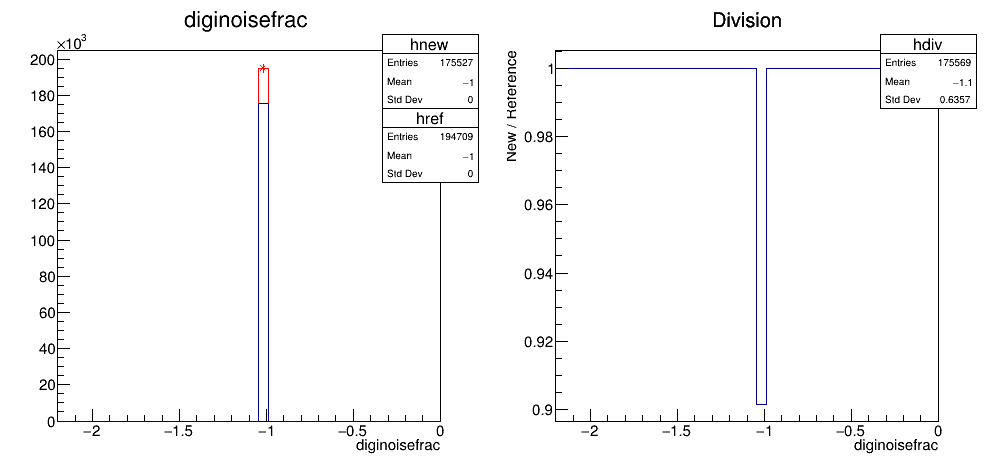 diginoisefrac
×10³
200
180
160
140
120
100
80
60
40
20
0
−2
−1.5
−1
−0.5
0
diginoisefrac
hnew
Entries 175527
Mean −1
Std Dev 0
href
Entries 194709
Mean −1
Std Dev 0
Division
New / Reference
1
0.98
0.96
0.94
0.92
0.9
−2
−1.5
−1
−0.5
0
diginoisefrac
hdiv
Entries 175569
Mean −1.1
Std Dev 0.6357